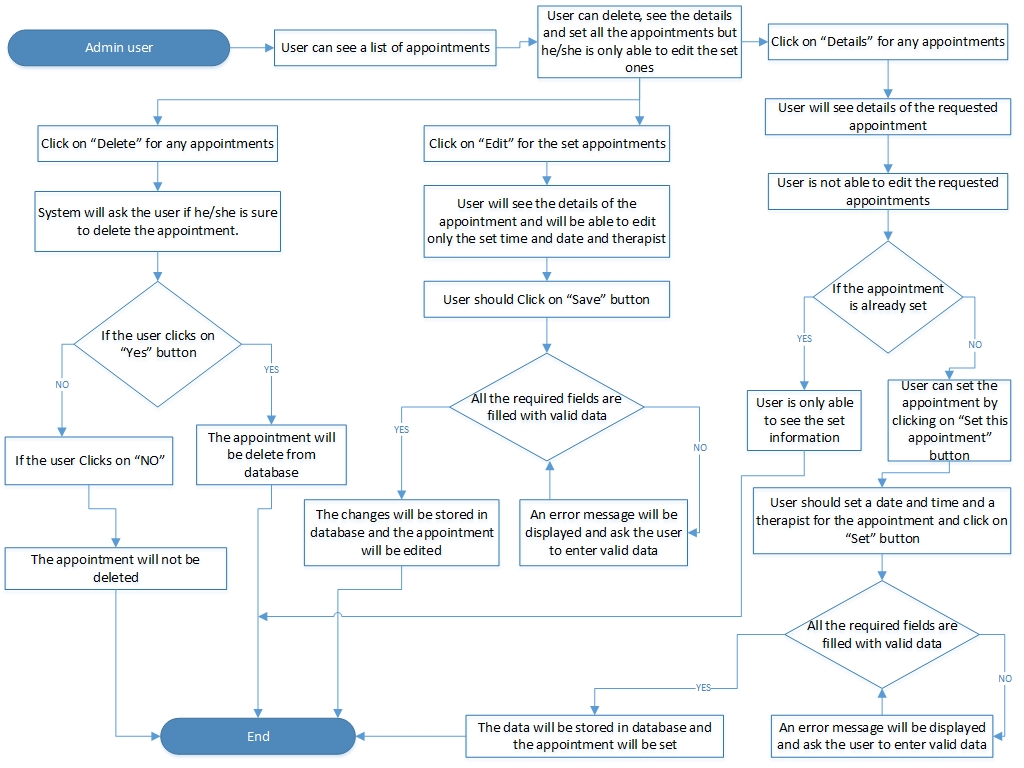 Admin user
User can see a list of appointments
User can delete, see the details
and set all the appointments but
he/she is only able to edit the set
ones
Click on “Details” for any appointments
User will see details of the requested
appointment
User is not able to edit the requested
appointments
If the appointment
is already set
YES
NO
User is only able
to see the set
information
User can set the
appointment by
clicking on “Set this
appointment”
button
User should set a date and time and a
therapist for the appointment and click on
“Set” button
All the required fields are
filled with valid data
YES
NO
An error message will be displayed
and ask the user to enter valid data
The data will be stored in database and
the appointment will be set
Click on “Edit” for the set appointments
User will see the details of the
appointment and will be able to edit
only the set time and date and therapist
User should Click on “Save” button
All the required fields are
filled with valid data
YES
NO
The changes will be stored in
database and the appointment
will be edited
An error message will be
displayed and ask the user
to enter valid data
Click on “Delete” for any appointments
System will ask the user if he/she is sure
to delete the appointment.
If the user clicks on
“Yes” button
NO
YES
If the user Clicks on “NO”
The appointment will
be delete from
database
The appointment will not be
deleted
End